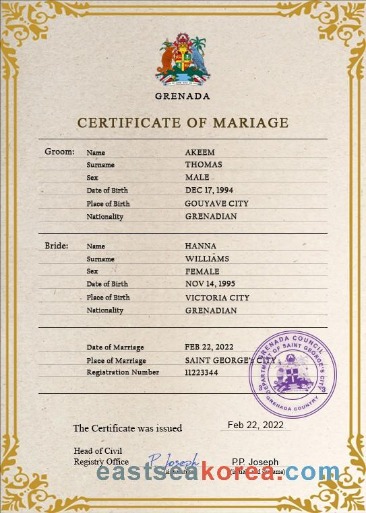 GRENADA
CERTIFICATE OF MARIAGE
Groom: Name AKEEM
Surname THOMAS
Sex MALE
Date of Birth DEC 17, 1994
Place of Birth GOUYAVE CITY
Nationality GRENADIAN
Bride: Name HANNA
Surname WILLIAMS
Sex FEMALE
Date of Birth NOV 14, 1995
Place of Birth VICTORIA CITY
Nationality GRENADIAN
Date of Marriage FEB 22, 2022
Place of Marriage SAINT GEORGE'S CITY
Registration Number 11223344
GRENADA COUNCIL
DEPARTMENT OF SAINT GEORGE'S CITY
GRENADA COUNTRY
The Certificate was issued Feb 22, 2022
Head of Civil
Registry Office P. Joseph P.P. Joseph
eastseakorea.com